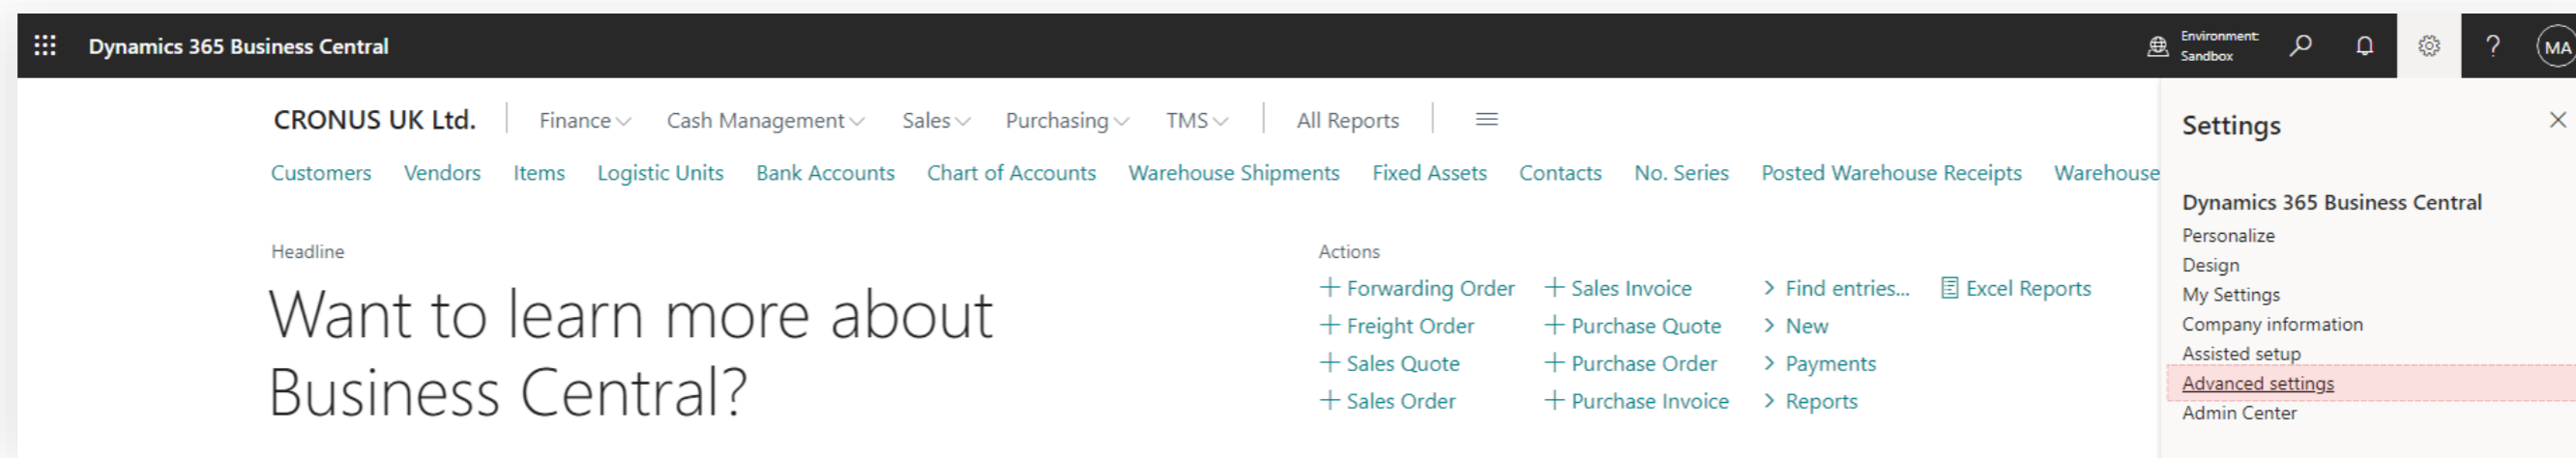 Dynamics 365 Business Central Environment: Sandbox ? MA
CRONUS UK Ltd. Finance Cash Management Sales Purchasing TMS All Reports
Customers Vendors Items Logistic Units Bank Accounts Chart of Accounts Warehouse Shipments Fixed Assets Contacts No. Series Posted Warehouse Receipts Warehouse
Headline
Want to learn more about
Business Central?
Actions
+ Forwarding Order + Sales Invoice > Find entries... Excel Reports
+ Freight Order + Purchase Quote > New
+ Sales Quote + Purchase Order > Payments
+ Sales Order + Purchase Invoice > Reports
Settings
Dynamics 365 Business Central
Personalize
Design
My Settings
Company information
Assisted setup
Advanced settings
Admin Center